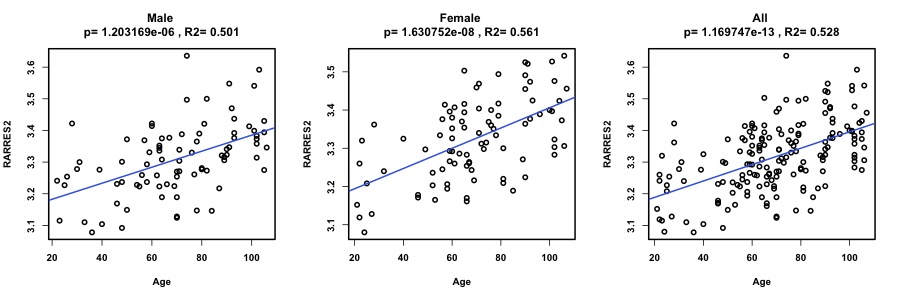 Male
p= 1.203169e-06 , R2= 0.501
RARRES2
3.6
3.5
3.4
3.3
3.2
3.1
20 40 60 80 100
Age
Female
p= 1.630752e-08 , R2= 0.561
RARRES2
3.5
3.4
3.3
3.2
3.1
20 40 60 80 100
Age
All
p= 1.169747e-13 , R2= 0.528
RARRES2
3.6
3.5
3.4
3.3
3.2
3.1
20 40 60 80 100
Age